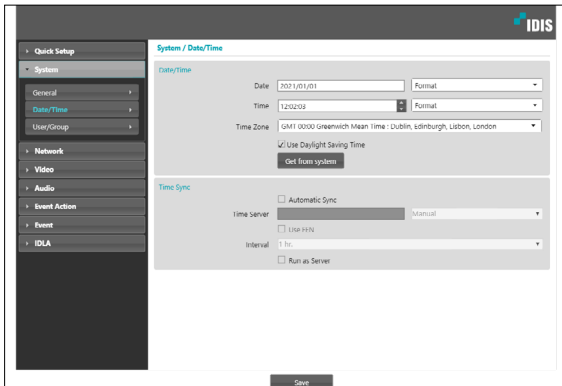 IDIS
Quick Setup
System
General
Date/Time
User/Group
Network
Video
Audio
Event Action
Event
IDLA
System / Date/Time
Date/Time
Date 2021/01/01 Format
Time 12:02:03 Format
Time Zone GMT 00:00 Greenwich Mean Time : Dublin, Edinburgh, Lisbon, London
Use Daylight Saving Time
Get from system
Time Sync
Automatic Sync
Time Server Manual
Use FEN
Interval 1 hr.
Run as Server
Save